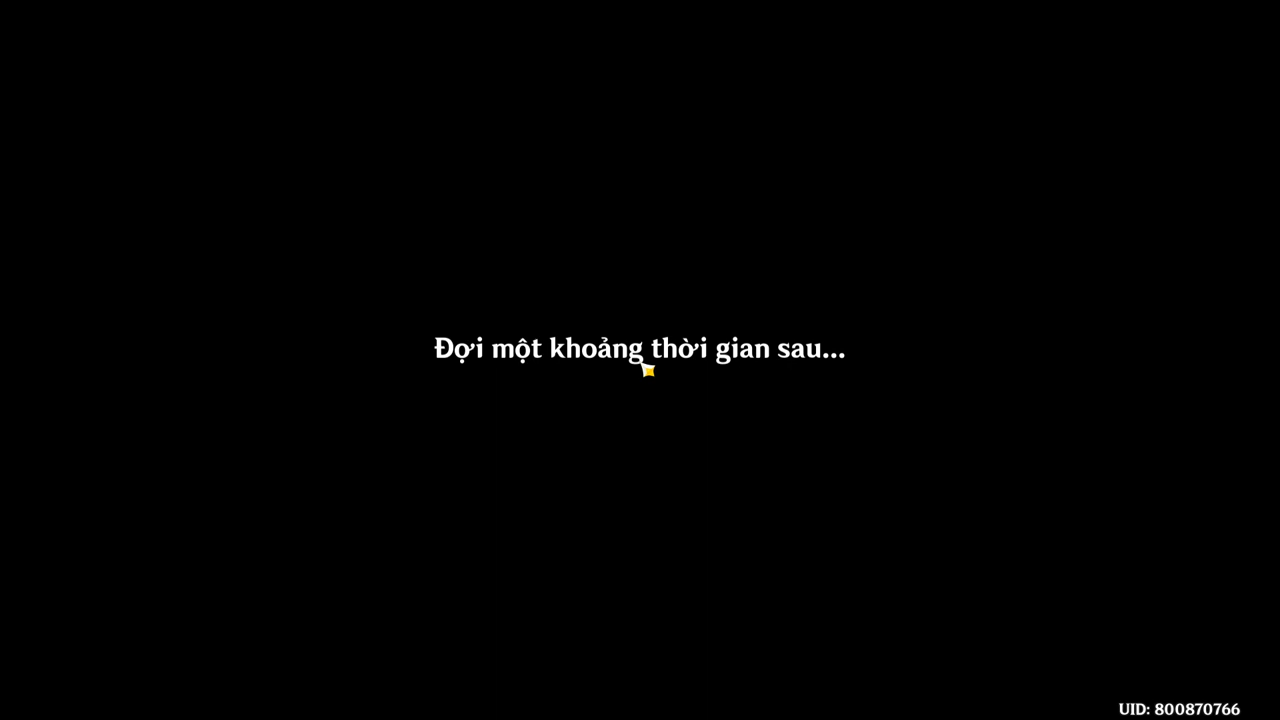 Đợi một khoảng thời gian sau...
UID: 800870766